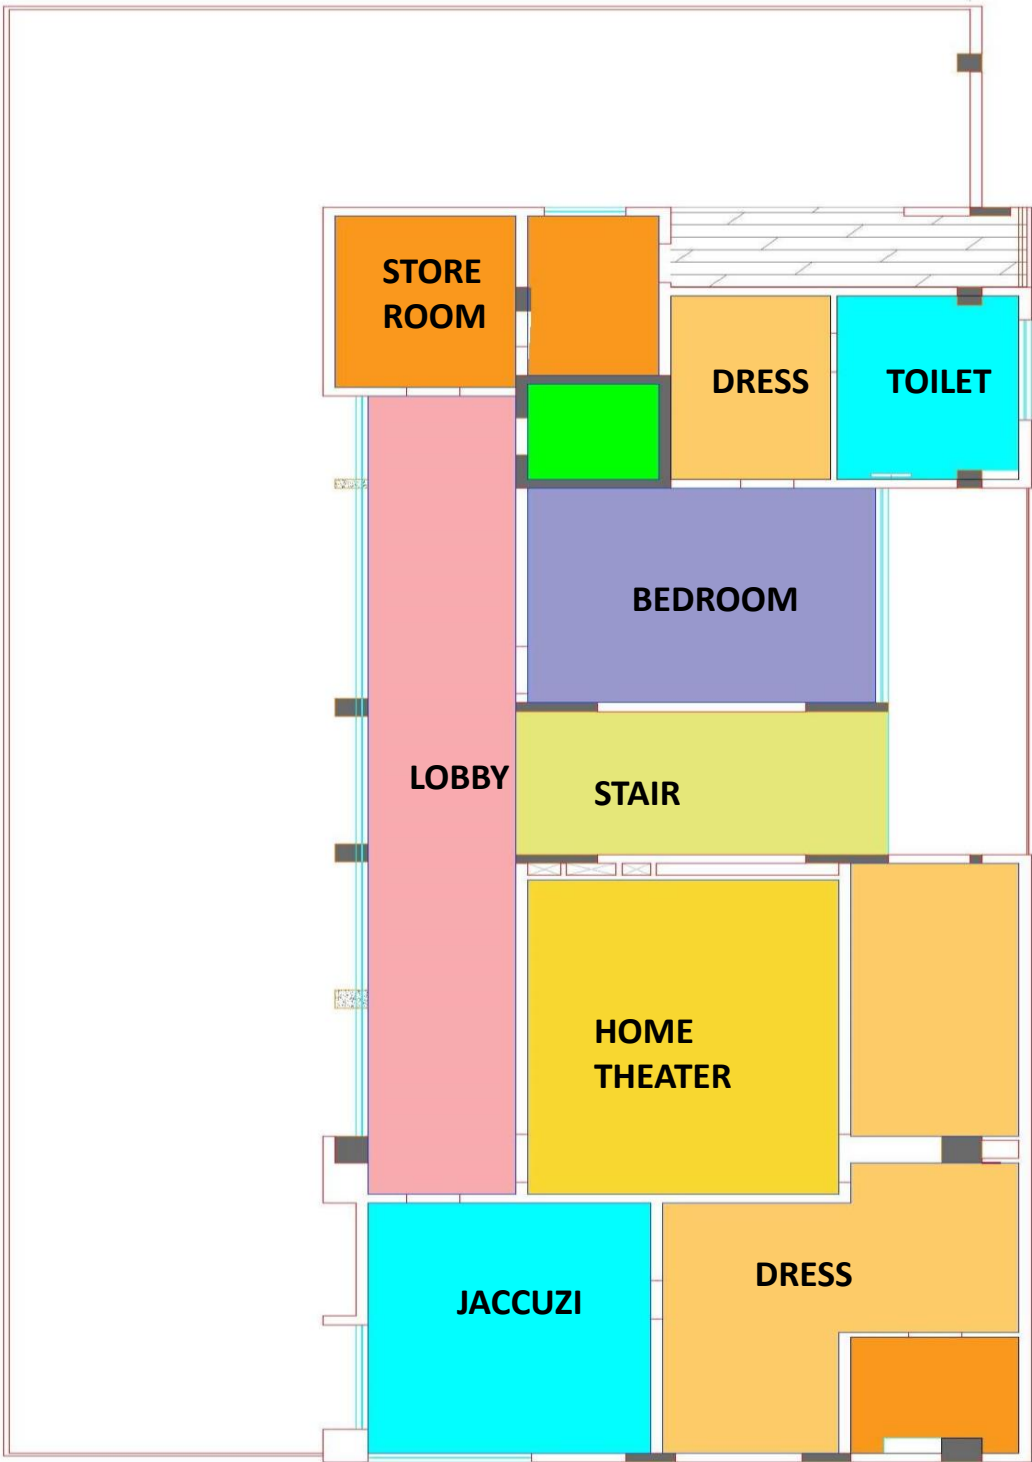 STORE
ROOM
DRESS
TOILET
BEDROOM
LOBBY
STAIR
HOME
THEATER
DRESS
JACCUZI